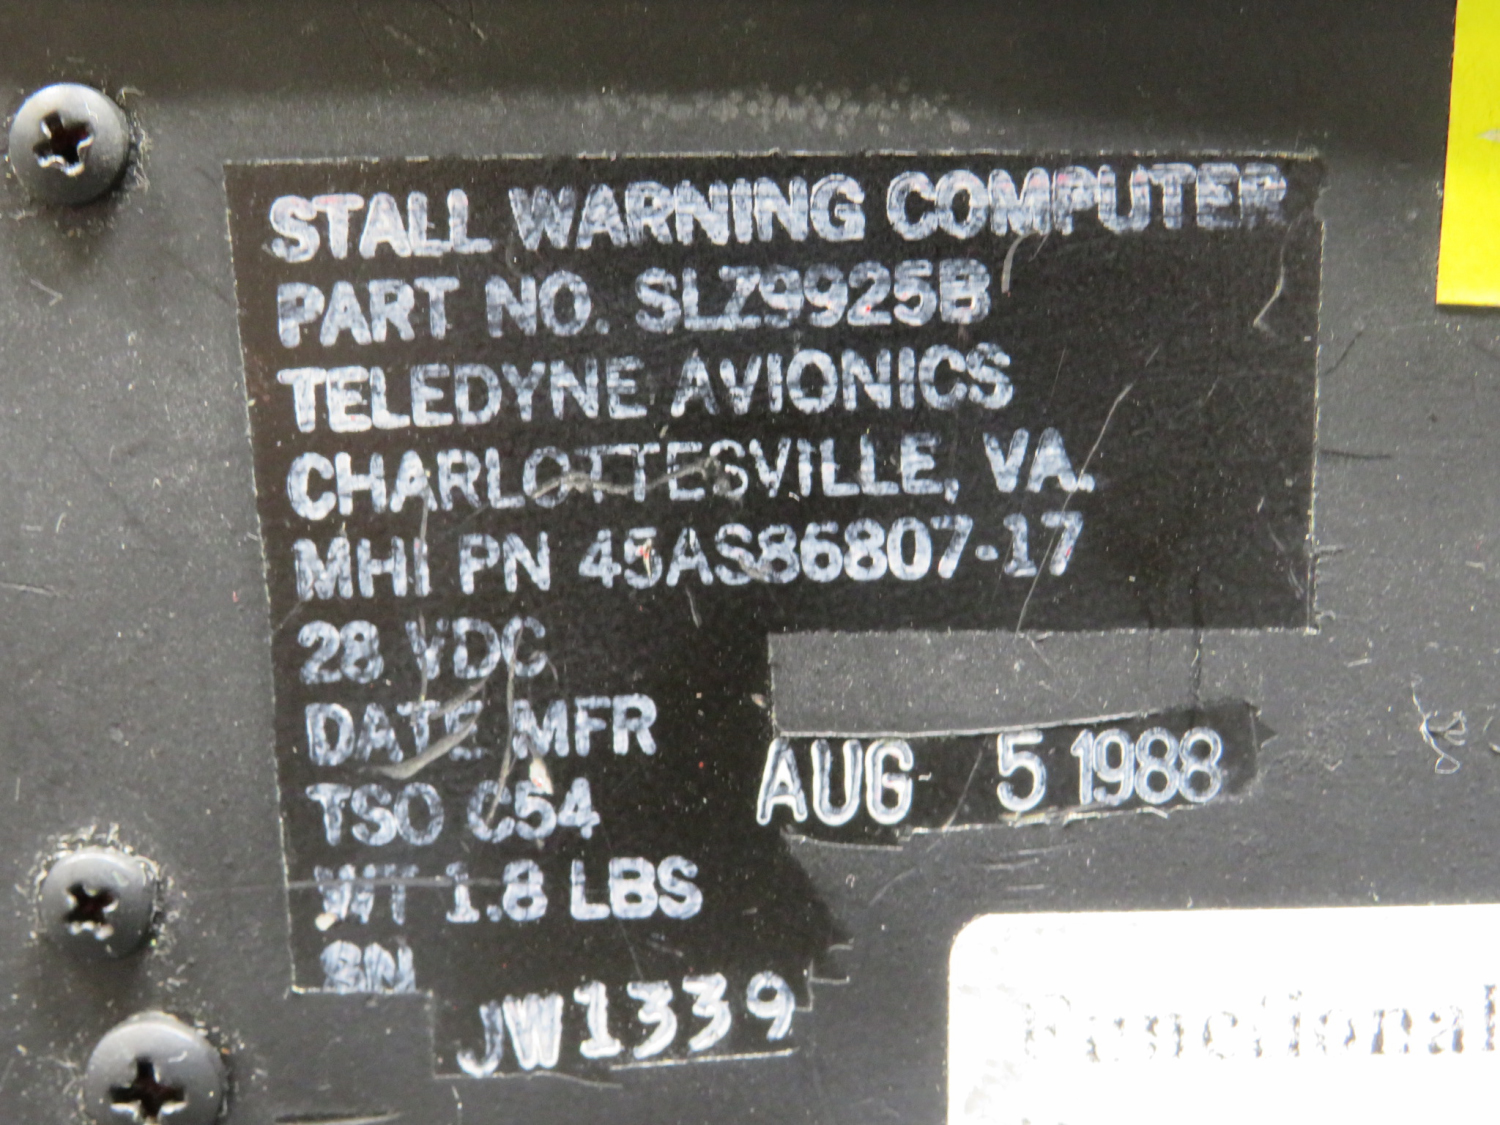 STALL WARNING COMPUTER
PART NO. SLZ9925B
TELEDYNE AVIONICS
CHARLOTTESVILLE, VA.
MHI PN 45AS86807-17
28 VDC
DATE MFR AUG 5 1988
TSO C54
WT 1.8 LBS
SN JW1339
Functional